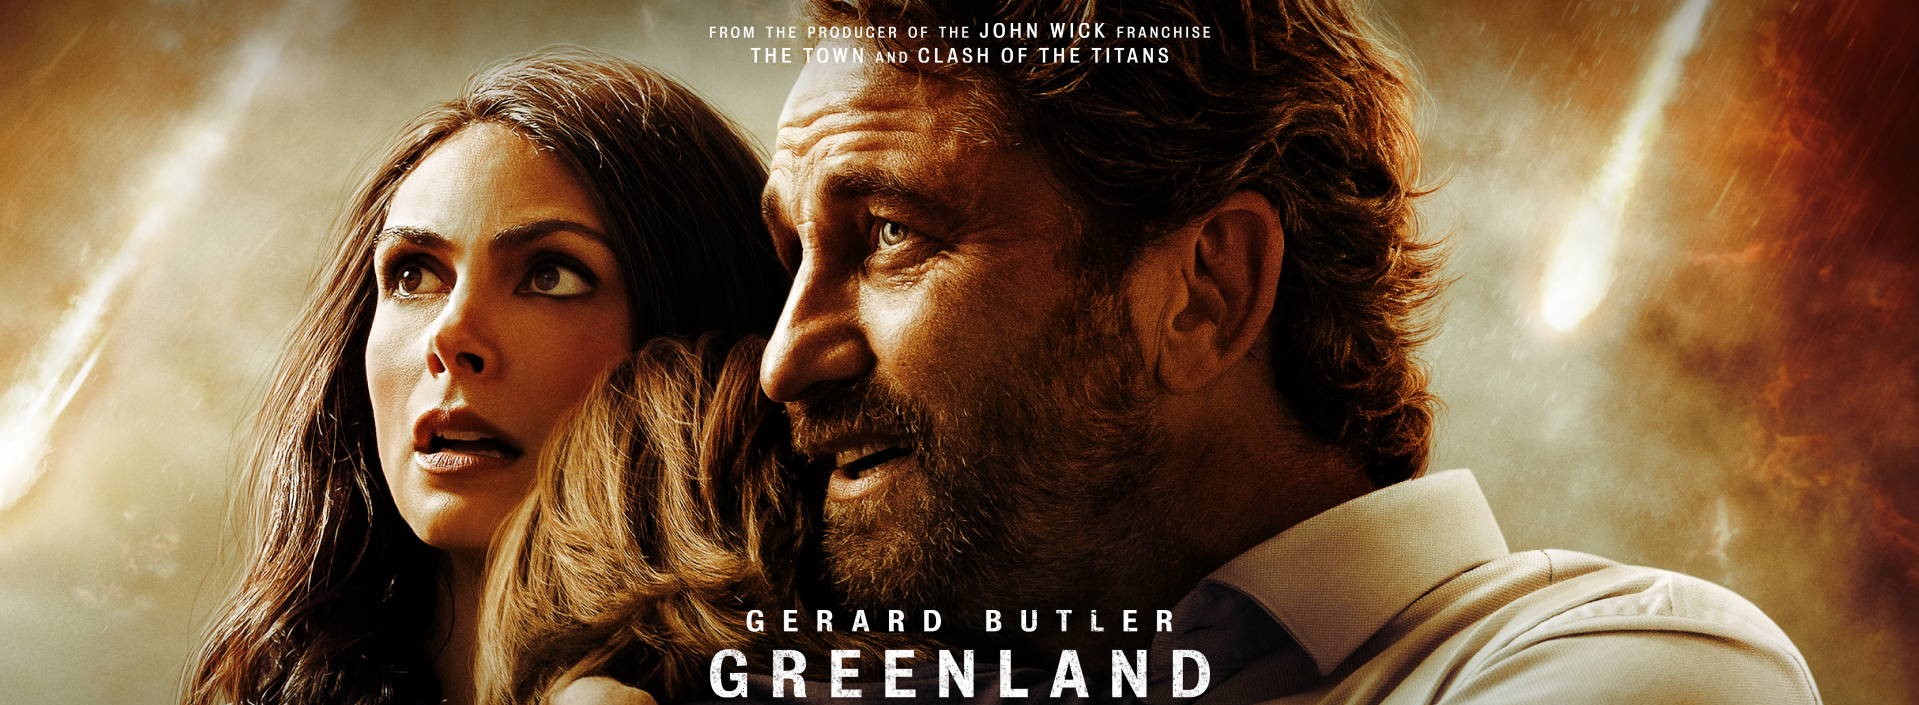 FROM THE PRODUCER OF THE JOHN WICK FRANCHISE
THE TOWN AND CLASH OF THE TITANS
GERARD BUTLER
GREENLAND